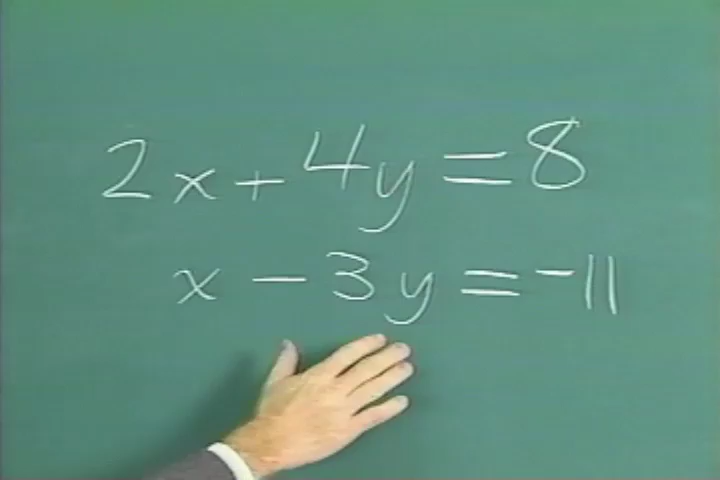 2x + 4y = 8
x - 3y = -11